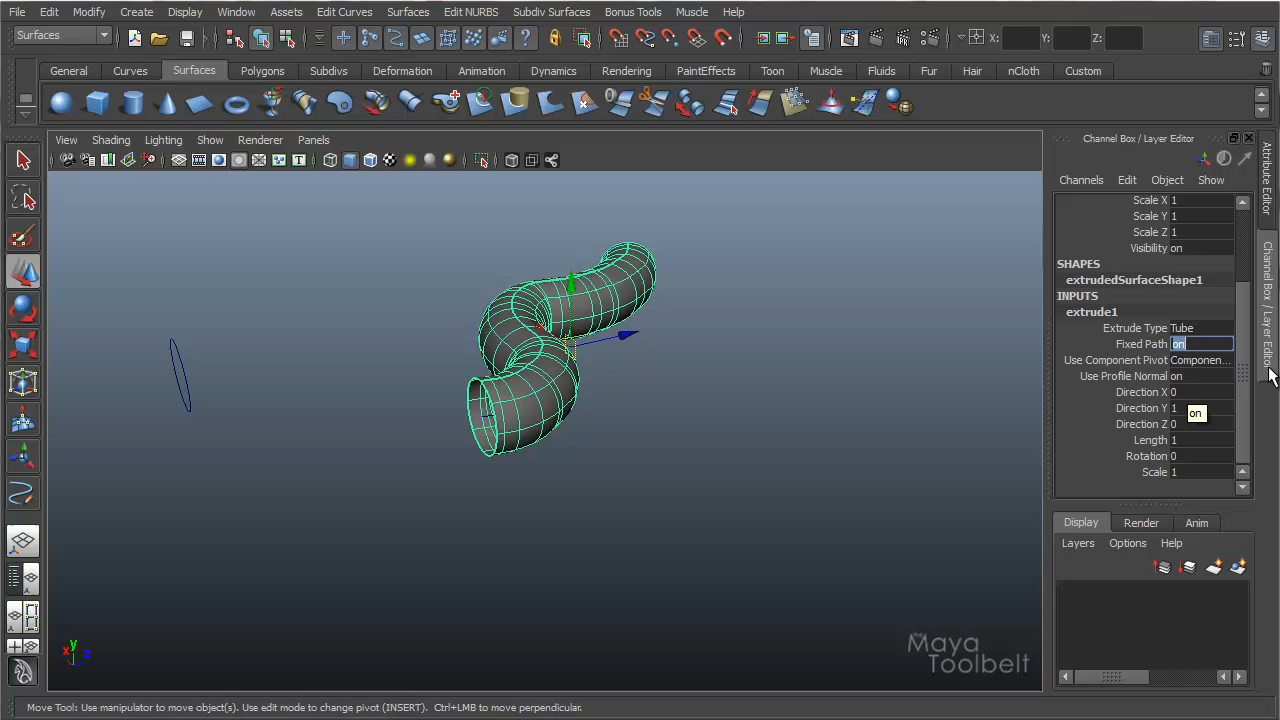 File Edit Modify Create Display Window Assets Edit Curves Surfaces Edit NURBS Subdiv Surfaces Bonus Tools Muscle Help
Surfaces X: Y: Z:
General Curves Surfaces Polygons Subdivs Deformation Animation Dynamics Rendering PaintEffects Toon Muscle Fluids Fur Hair nCloth Custom
View Shading Lighting Show Renderer Panels
Channel Box / Layer Editor
Channels Edit Object Show
Scale X 1
Scale Y 1
Scale Z 1
Visibility on
SHAPES
extrudedSurfaceShape1
INPUTS
extrude1
Extrude Type Tube
Fixed Path on
Use Component Pivot Componen...
Use Profile Normal on
Direction X 0
Direction Y 1
on
Direction Z 0
Length 1
Rotation 0
Scale 1
Attribute Editor
Channel Box / Layer Editor
Display Render Anim
Layers Options Help
y
x z
the Maya
Toolbelt
Move Tool: Use manipulator to move object(s). Use edit mode to change pivot (INSERT). Ctrl+LMB to move perpendicular.